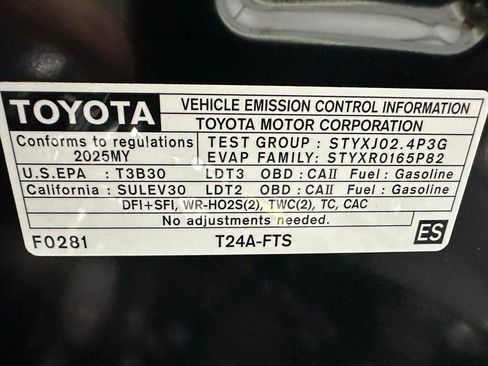 TOYOTA
VEHICLE EMISSION CONTROL INFORMATION
TOYOTA MOTOR CORPORATION
Conforms to regulations
2025MY
TEST GROUP : STYXJ02.4P3G
EVAP FAMILY: STYXR0165P82
U.S.EPA : T3B30 LDT3 OBD : CAII Fuel : Gasoline
California : SULEV30 LDT2 OBD : CAII Fuel : Gasoline
DFI+SFI, WR-HO2S(2), TWC(2), TC, CAC
No adjustments needed.
F0281 T24A-FTS ES